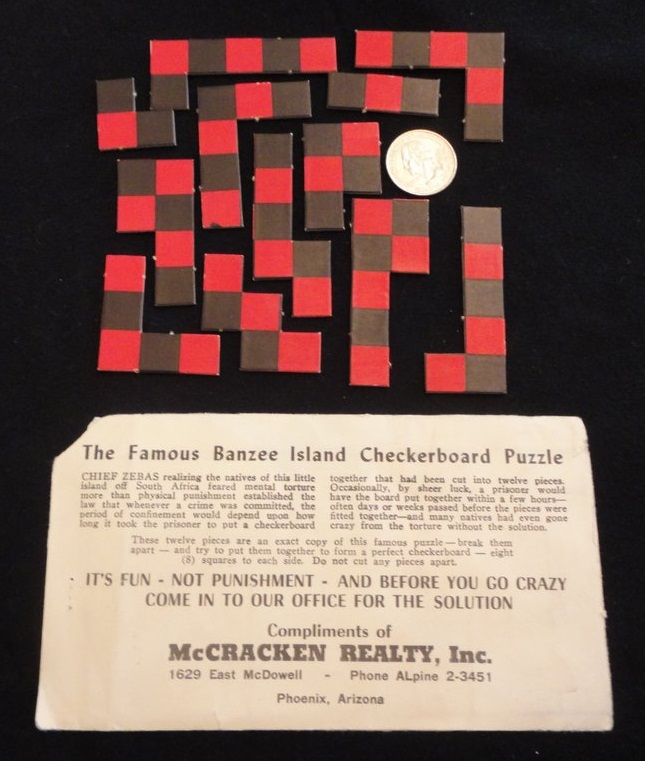 The Famous Banzee Island Checkerboard Puzzle
CHIEF ZEBAS realizing the natives of this little
island off South Africa feared mental torture
more than physical punishment established the
law that whenever a crime was committed, the
period of confinement would depend upon how
long it took the prisoner to put a checkerboard
together that had been cut into twelve pieces.
Occasionally, by sheer luck, a prisoner would
have the board put together within a few hours—
often days or weeks passed before the pieces were
fitted together—and many natives had even gone
crazy from the torture without the solution.
These twelve pieces are an exact copy of this famous puzzle — break them
apart — and try to put them together to form a perfect checkerboard — eight
(8) squares to each side. Do not cut any pieces apart.
IT'S FUN - NOT PUNISHMENT - AND BEFORE YOU GO CRAZY
COME IN TO OUR OFFICE FOR THE SOLUTION
Compliments of
McCRACKEN REALTY, Inc.
1629 East McDowell - Phone ALpine 2-3451
Phoenix, Arizona